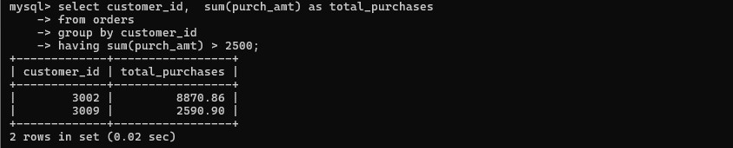 mysql> select customer_id,  sum(purch_amt) as total_purchases
    -> from orders
    -> group by customer_id
    -> having sum(purch_amt) > 2500;
+-------------+-----------------+
| customer_id | total_purchases |
+-------------+-----------------+
|        3002 |         8870.86 |
|        3009 |         2590.90 |
+-------------+-----------------+
2 rows in set (0.02 sec)